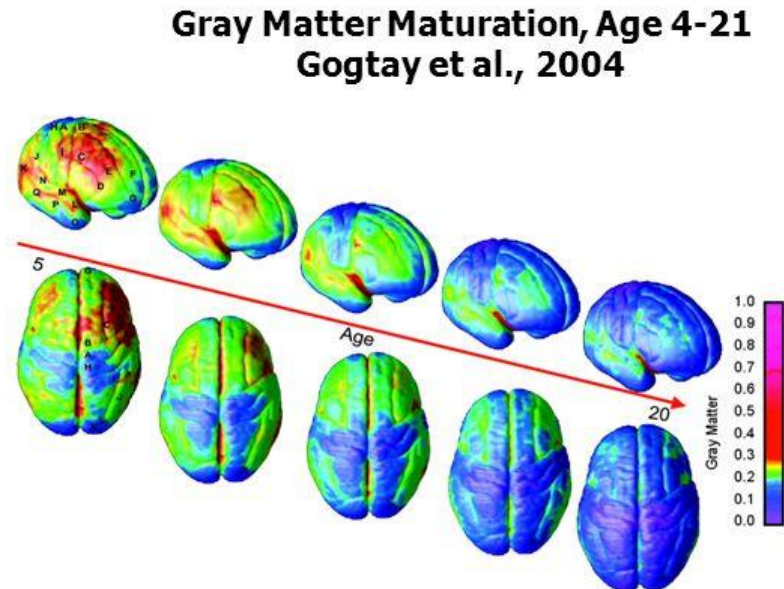 Gray Matter Maturation, Age 4-21
Gogtay et al., 2004
H A B
J I C
K E F
N D
Q M G
P L
O
5
G
C
B
A
H
Age
20
1.0
0.9
0.8
0.7
0.6
0.5
0.4
0.3
0.2
0.1
0.0
Gray Matter